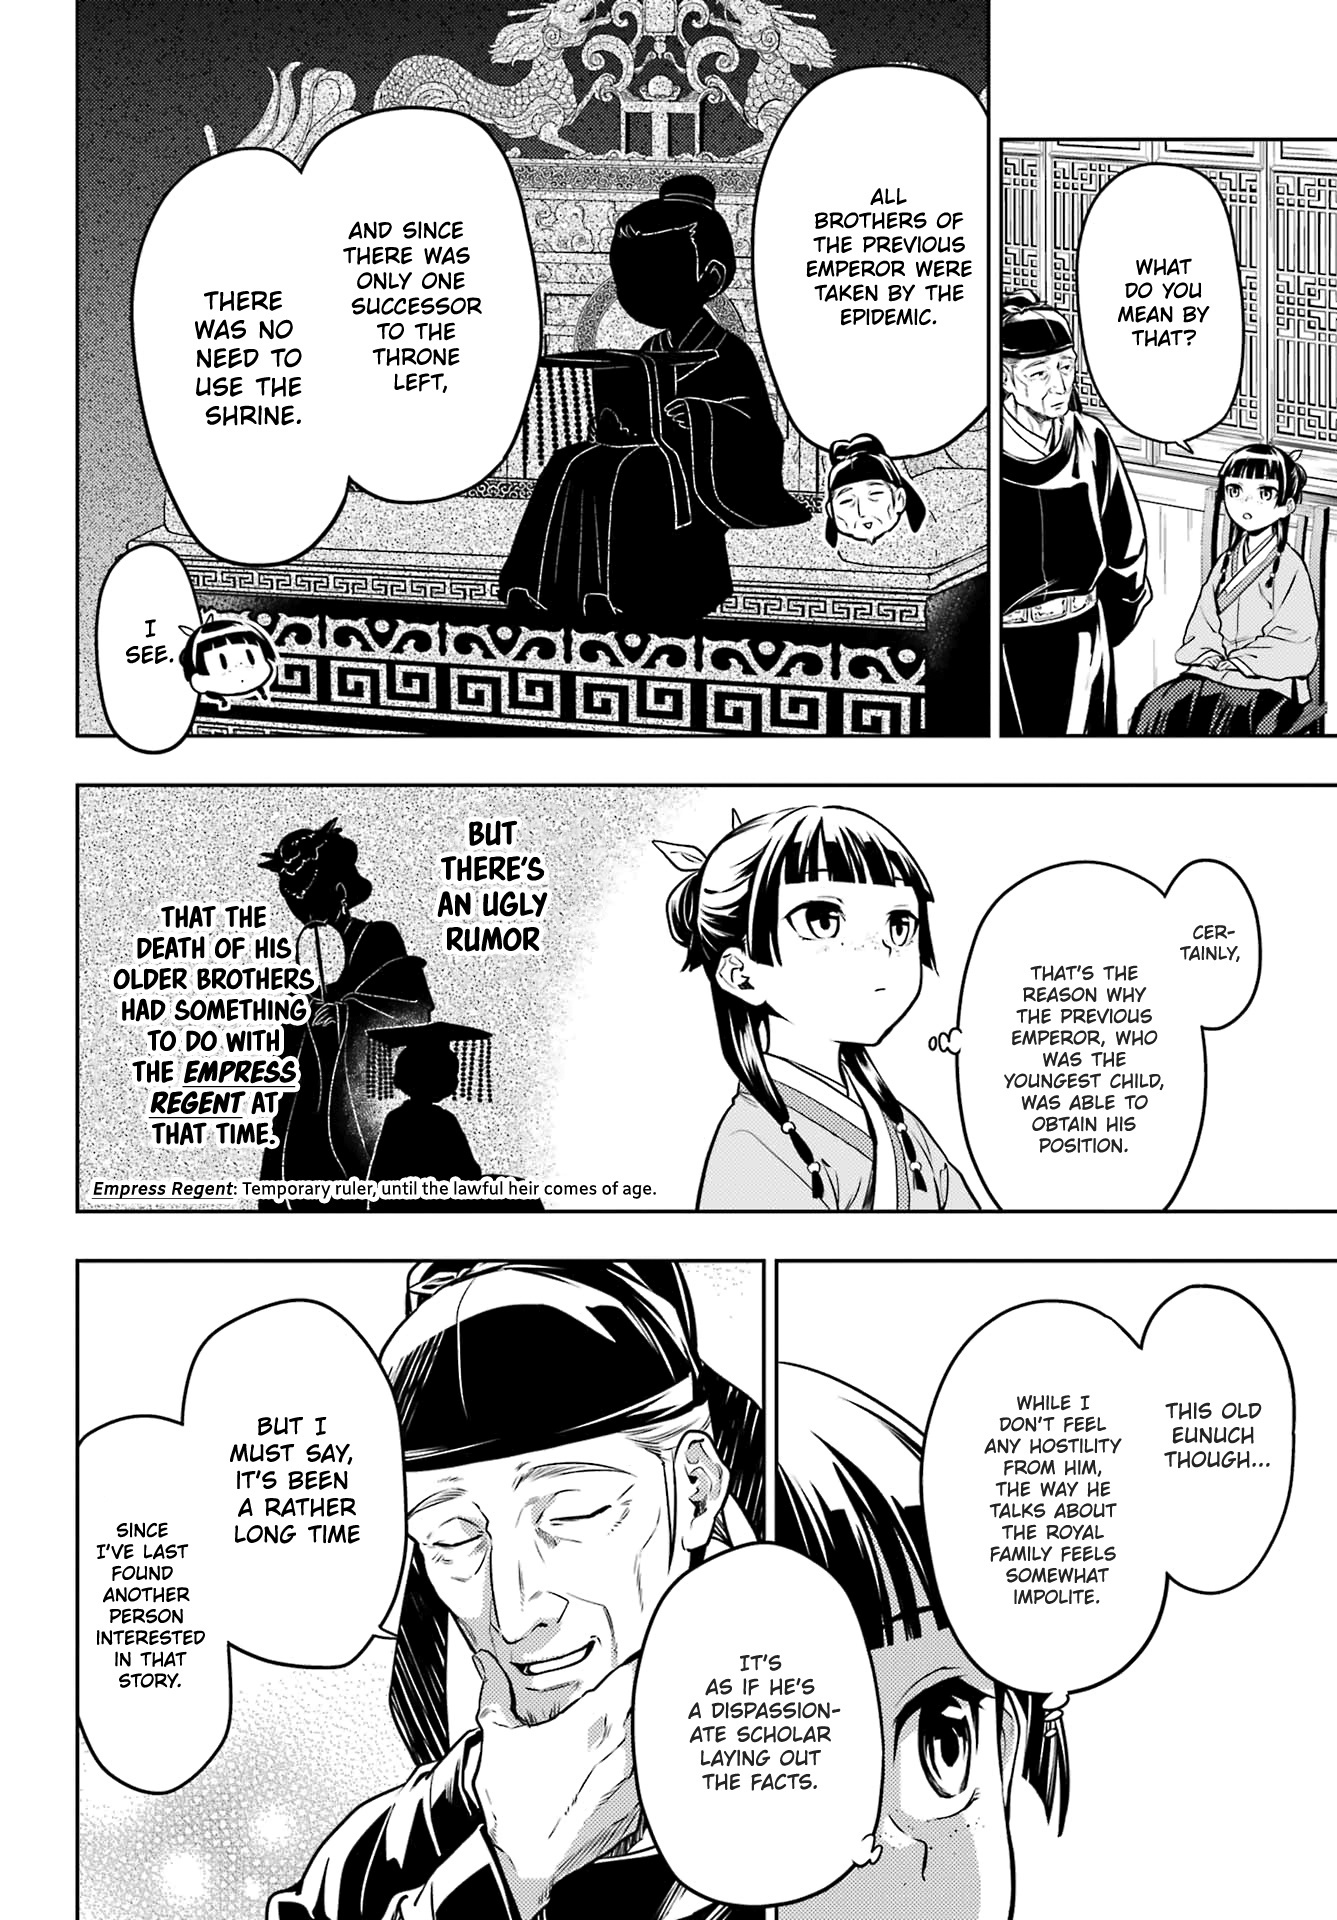 WHAT
DO YOU
MEAN BY
THAT?
ALL
BROTHERS OF
THE PREVIOUS
EMPEROR WERE
TAKEN BY THE
EPIDEMIC.
AND SINCE
THERE WAS
ONLY ONE
SUCCESSOR
TO THE
THRONE
LEFT,
THERE
WAS NO
NEED TO
USE THE
SHRINE.
I
SEE.
CER-
TAINLY,
THAT'S THE
REASON WHY
THE PREVIOUS
EMPEROR, WHO
WAS THE
YOUNGEST CHILD,
WAS ABLE TO
OBTAIN HIS
POSITION.
BUT
THERE'S
AN UGLY
RUMOR
THAT THE
DEATH OF HIS
OLDER BROTHERS
HAD SOMETHING
TO DO WITH
THE EMPRESS
REGENT AT
THAT TIME.
Empress Regent: Temporary ruler, until the lawful heir comes of age.
THIS OLD
EUNUCH
THOUGH...
WHILE I
DON'T FEEL
ANY HOSTILITY
FROM HIM,
THE WAY HE
TALKS ABOUT
THE ROYAL
FAMILY FEELS
SOMEWHAT
IMPOLITE.
IT'S
AS IF HE'S
A DISPASSION-
ATE SCHOLAR
LAYING OUT
THE FACTS.
BUT I
MUST SAY,
IT'S BEEN
A RATHER
LONG TIME
SINCE
I'VE LAST
FOUND
ANOTHER
PERSON
INTERESTED
IN THAT
STORY.